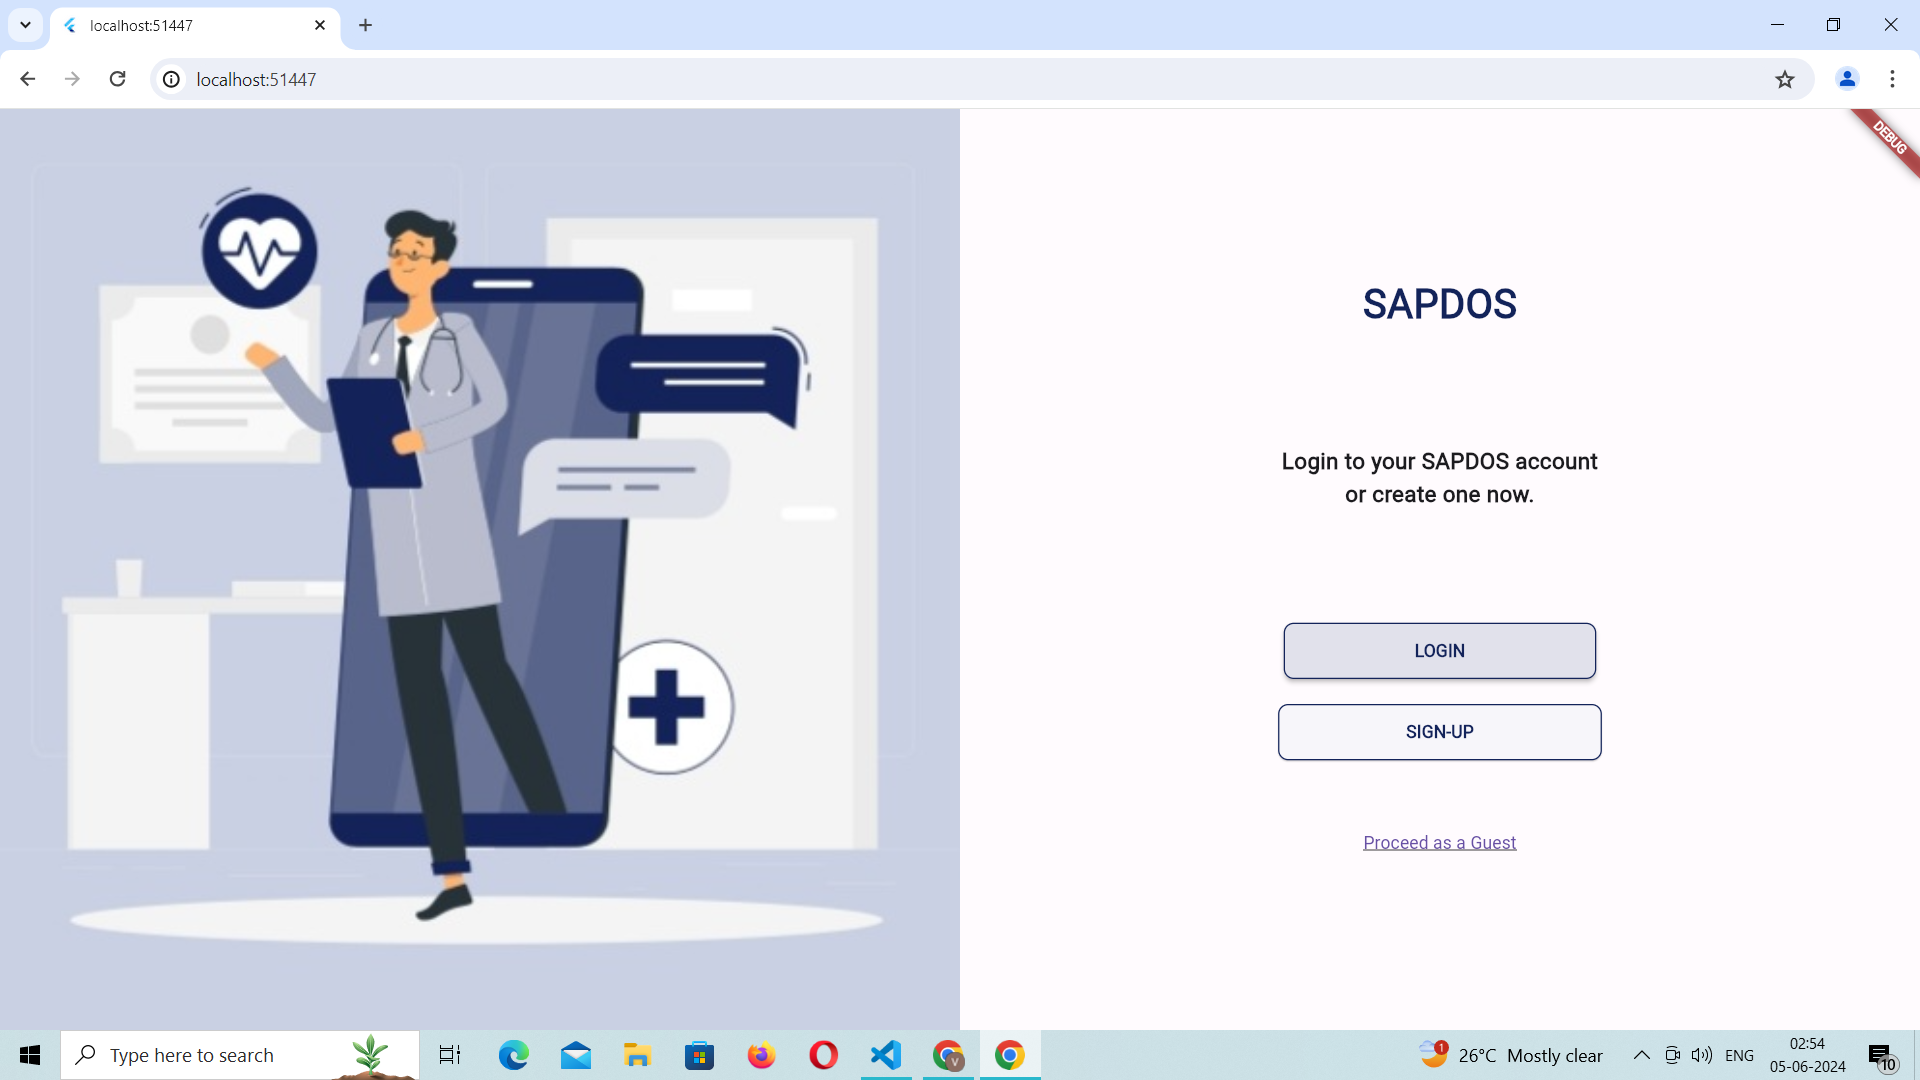 localhost:51447
localhost:51447
DEBUG
SAPDOS
Login to your SAPDOS account
or create one now.
LOGIN
SIGN-UP
Proceed as a Guest
Type here to search
V
1
26°C Mostly clear
ENG
02:54
05-06-2024
10